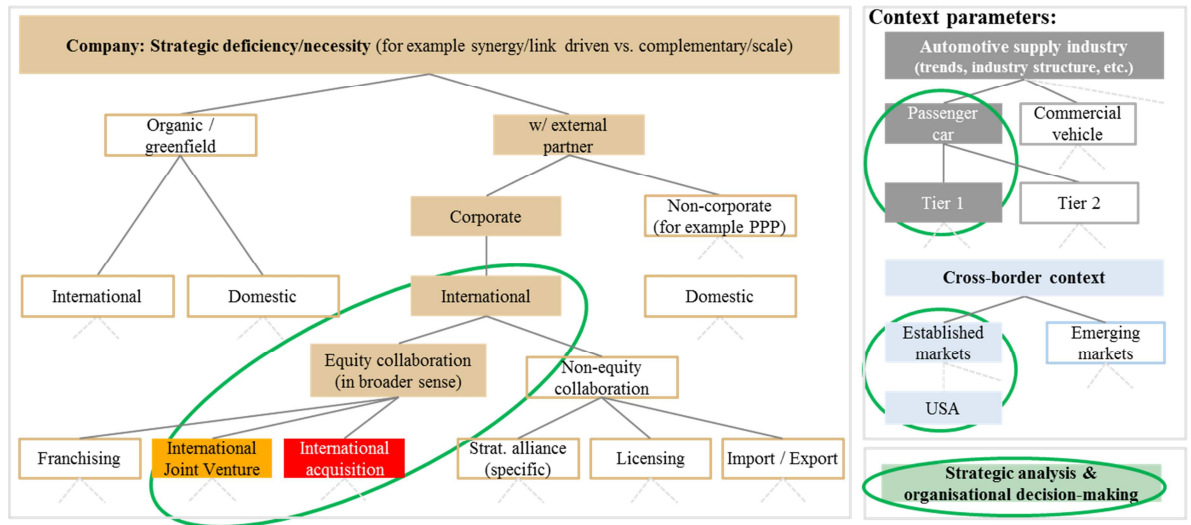 Company: Strategic deficiency/necessity (for example synergy/link driven vs. complementary/scale)
Organic /
greenfield
w/ external
partner
Corporate
Non-corporate
(for example PPP)
International
Domestic
International
Domestic
Equity collaboration
(in broader sense)
Non-equity
collaboration
Franchising
International
Joint Venture
International
acquisition
Strat. alliance
(specific)
Licensing
Import / Export
Context parameters:
Automotive supply industry
(trends, industry structure, etc.)
Passenger
car
Commercial
vehicle
Tier 1
Tier 2
Cross-border context
Established
markets
Emerging
markets
USA
Strategic analysis &
organisational decision-making